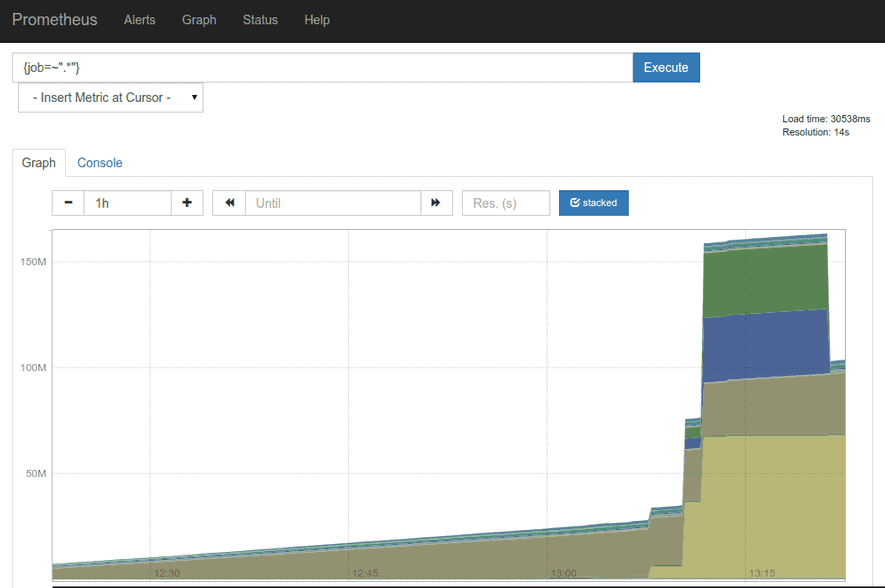 Prometheus Alerts Graph Status Help
{job=~".*"}
Execute
- Insert Metric at Cursor -
Load time: 30538ms
Resolution: 14s
Graph Console
1h Until Res. (s) stacked
150M
100M
50M
12:30 12:45 13:00 13:15